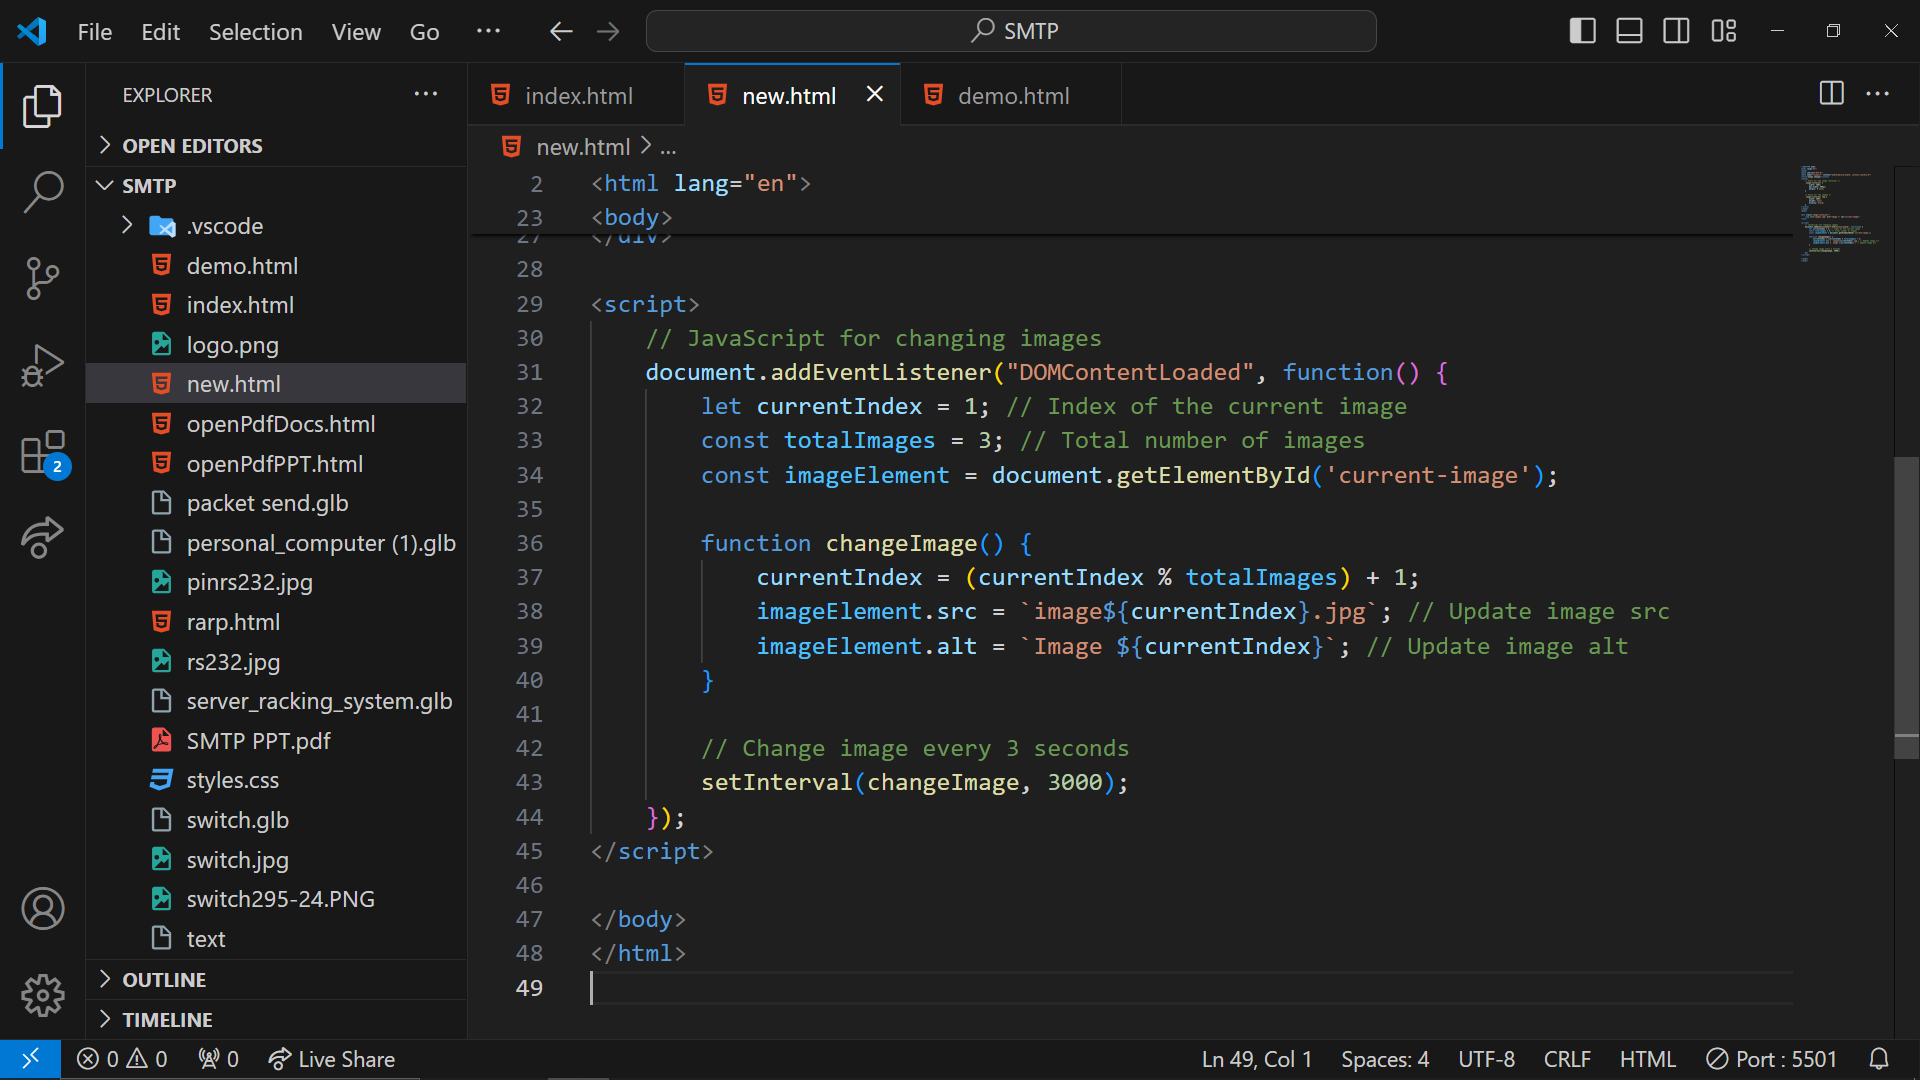 File Edit Selection View Go ...
SMTP
EXPLORER
OPEN EDITORS
SMTP
.vscode
demo.html
index.html
logo.png
new.html
openPdfDocs.html
openPdfPPT.html
packet send.glb
personal_computer (1).glb
pinrs232.jpg
rarp.html
rs232.jpg
server_racking_system.glb
SMTP PPT.pdf
styles.css
switch.glb
switch.jpg
switch295-24.PNG
text
OUTLINE
TIMELINE
2
index.html new.html demo.html
new.html > ...
2 <html lang="en">
23 <body>
27 </div>
28
29 <script>
30 // JavaScript for changing images
31 document.addEventListener("DOMContentLoaded", function() {
32 let currentIndex = 1; // Index of the current image
33 const totalImages = 3; // Total number of images
34 const imageElement = document.getElementById('current-image');
35
36 function changeImage() {
37 currentIndex = (currentIndex % totalImages) + 1;
38 imageElement.src = `image${currentIndex}.jpg`; // Update image src
39 imageElement.alt = `Image ${currentIndex}`; // Update image alt
40 }
41
42 // Change image every 3 seconds
43 setInterval(changeImage, 3000);
44 });
45 </script>
46
47 </body>
48 </html>
49
0 0 0 Live Share Ln 49, Col 1 Spaces: 4 UTF-8 CRLF HTML Port : 5501